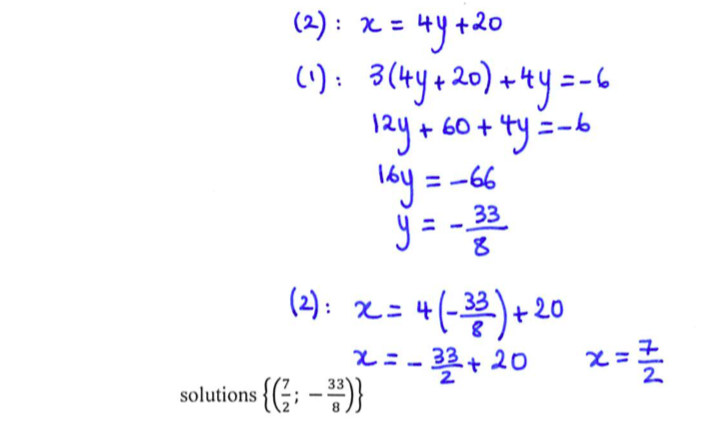 (2): x = 4y + 20
(1): 3(4y + 20) + 4y = -6
12y + 60 + 4y = -6
16y = -66
y = - 33/8
(2): x = 4(- 33/8) + 20
x = - 33/2 + 20 x = 7/2
solutions {(7/2; - 33/8)}